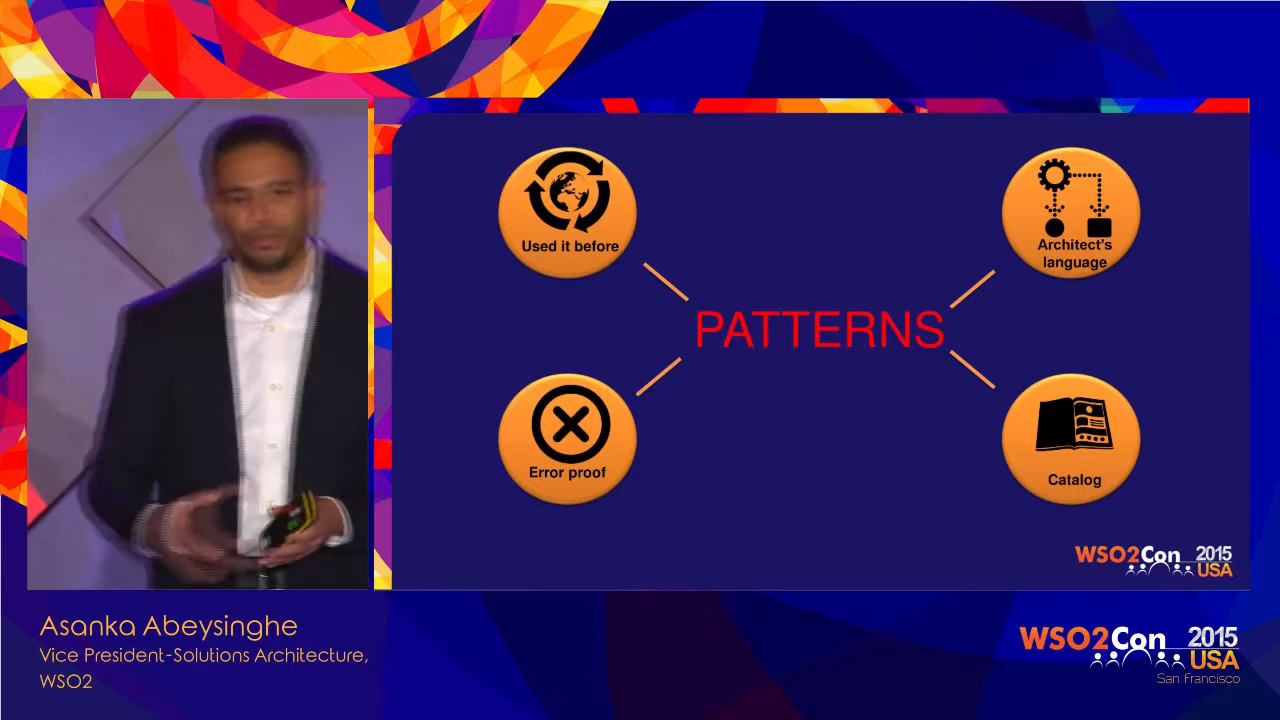 Used it before
Architect's
language
PATTERNS
Error proof
Catalog
WSO2Con 2015
USA
Asanka Abeysinghe
Vice President-Solutions Architecture,
WSO2
WSO2Con 2015
USA
San Francisco